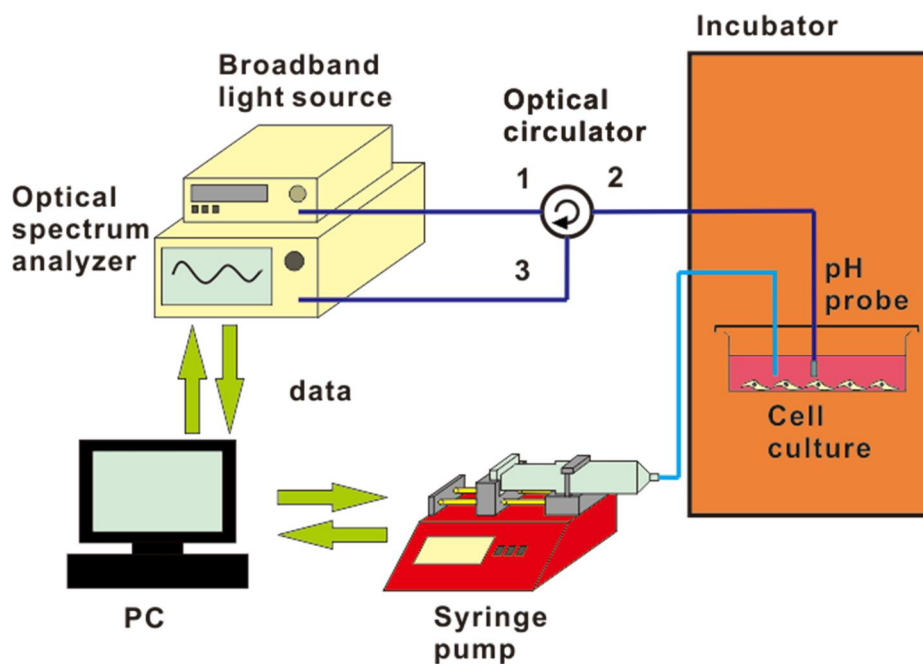 Incubator
Broadband
light source
Optical
circulator
1
2
Optical
spectrum
analyzer
3
pH
probe
data
Cell
culture
PC
Syringe
pump